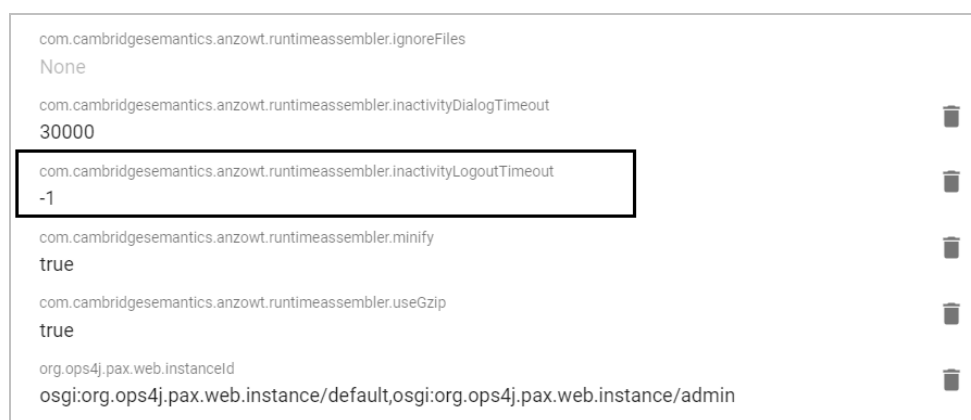 com.cambridgesemantics.anzowt.runtimeassembler.ignoreFiles
None
com.cambridgesemantics.anzowt.runtimeassembler.inactivityDialogTimeout
30000
com.cambridgesemantics.anzowt.runtimeassembler.inactivityLogoutTimeout
-1
com.cambridgesemantics.anzowt.runtimeassembler.minify
true
com.cambridgesemantics.anzowt.runtimeassembler.useGzip
true
org.ops4j.pax.web.instanceId
osgi:org.ops4j.pax.web.instance/default,osgi:org.ops4j.pax.web.instance/admin